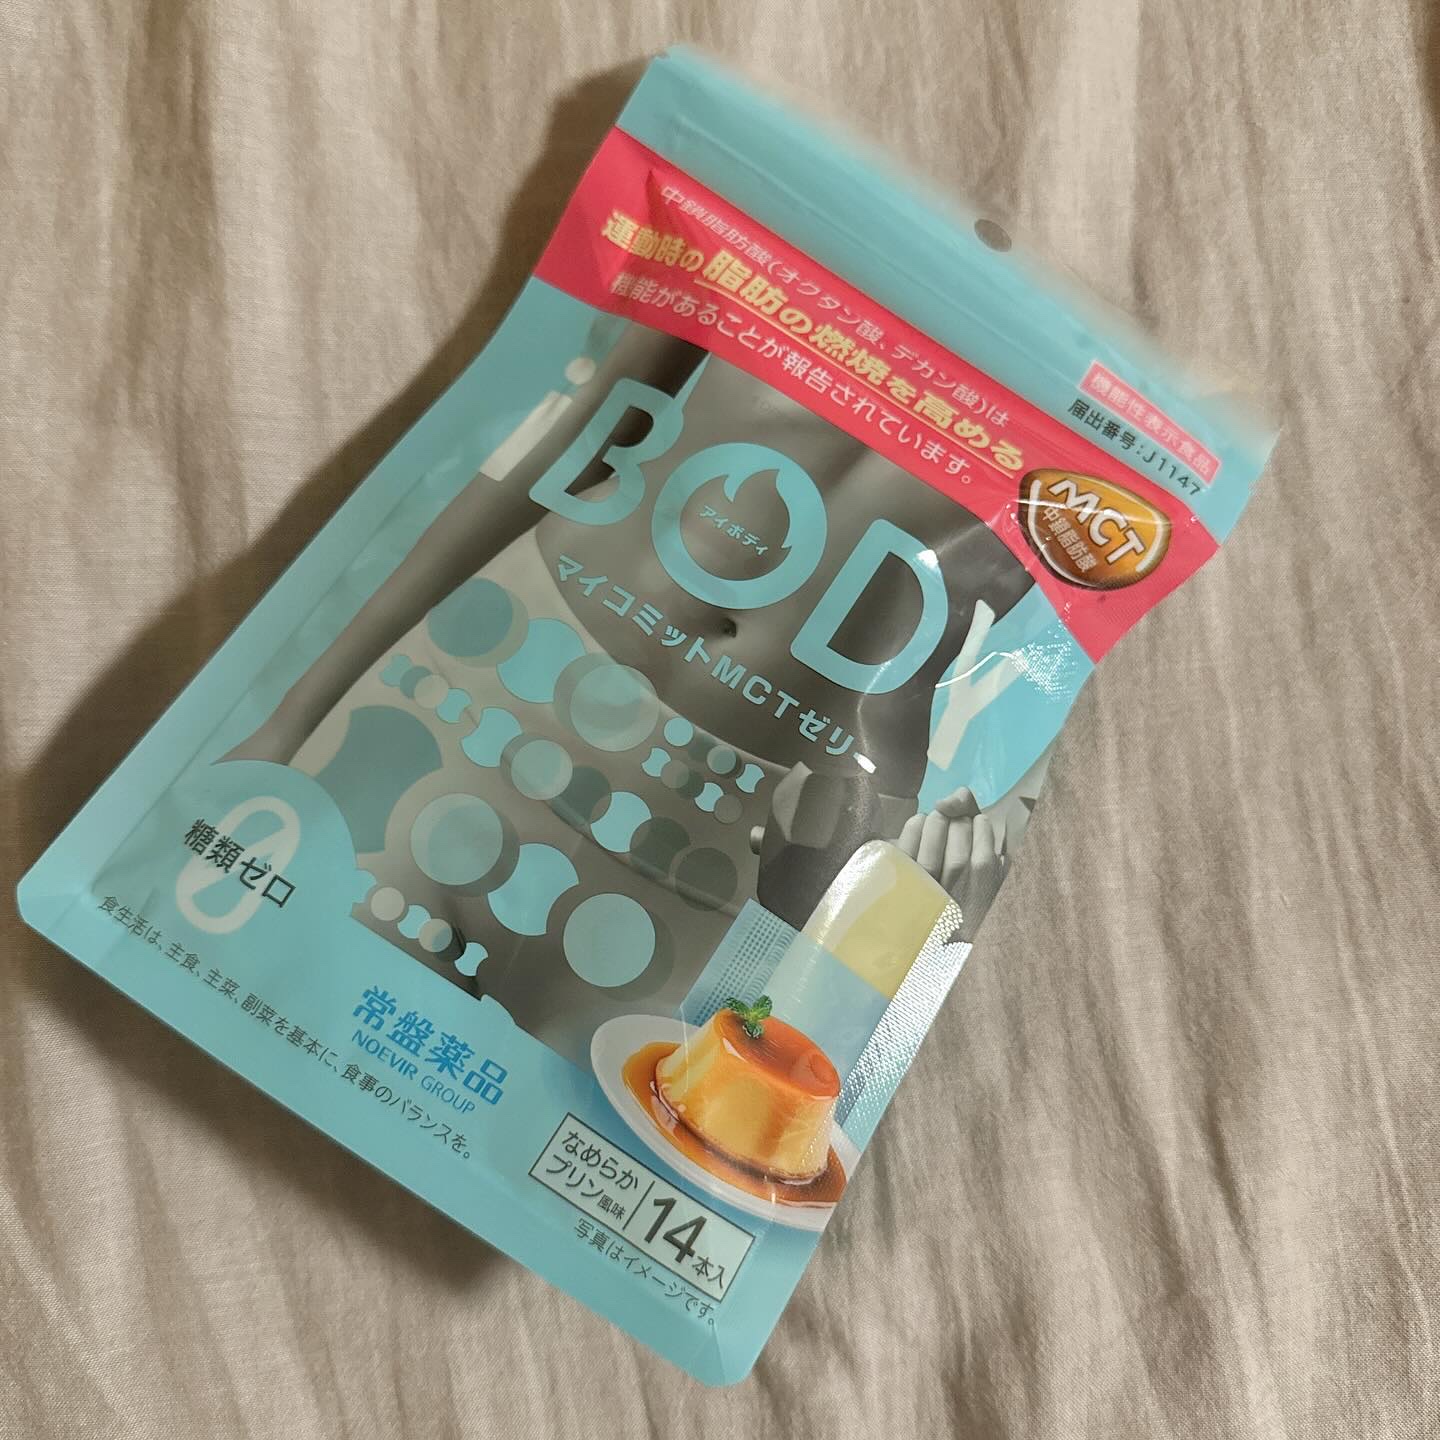 中鎖脂肪酸(オクタン酸、デカン酸)は
運動時の脂肪の燃焼を高める
機能があることが報告されています。
機能性表示食品
届出番号:J1147
MCT
中鎖脂肪酸
iBODY
アイボディ
マイコミットMCTゼリー
0
糖類ゼロ
食生活は、主食、主菜、副菜を基本に、食事のバランスを。
常盤薬品
NOEVIR GROUP
なめらか
プリン風味
14本入
写真はイメージです。